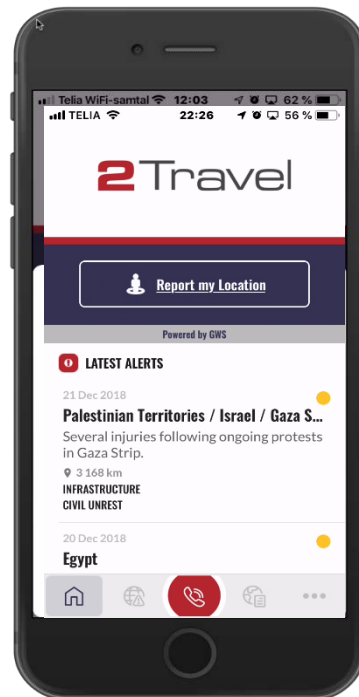 Telia WiFi-samtal 12:03 62 %
TELIA 22:26 56 %
2Travel
Report my Location
Powered by GWS
LATEST ALERTS
21 Dec 2018
Palestinian Territories / Israel / Gaza S...
Several injuries following ongoing protests
in Gaza Strip.
3 168 km
INFRASTRUCTURE
CIVIL UNREST
20 Dec 2018
Egypt